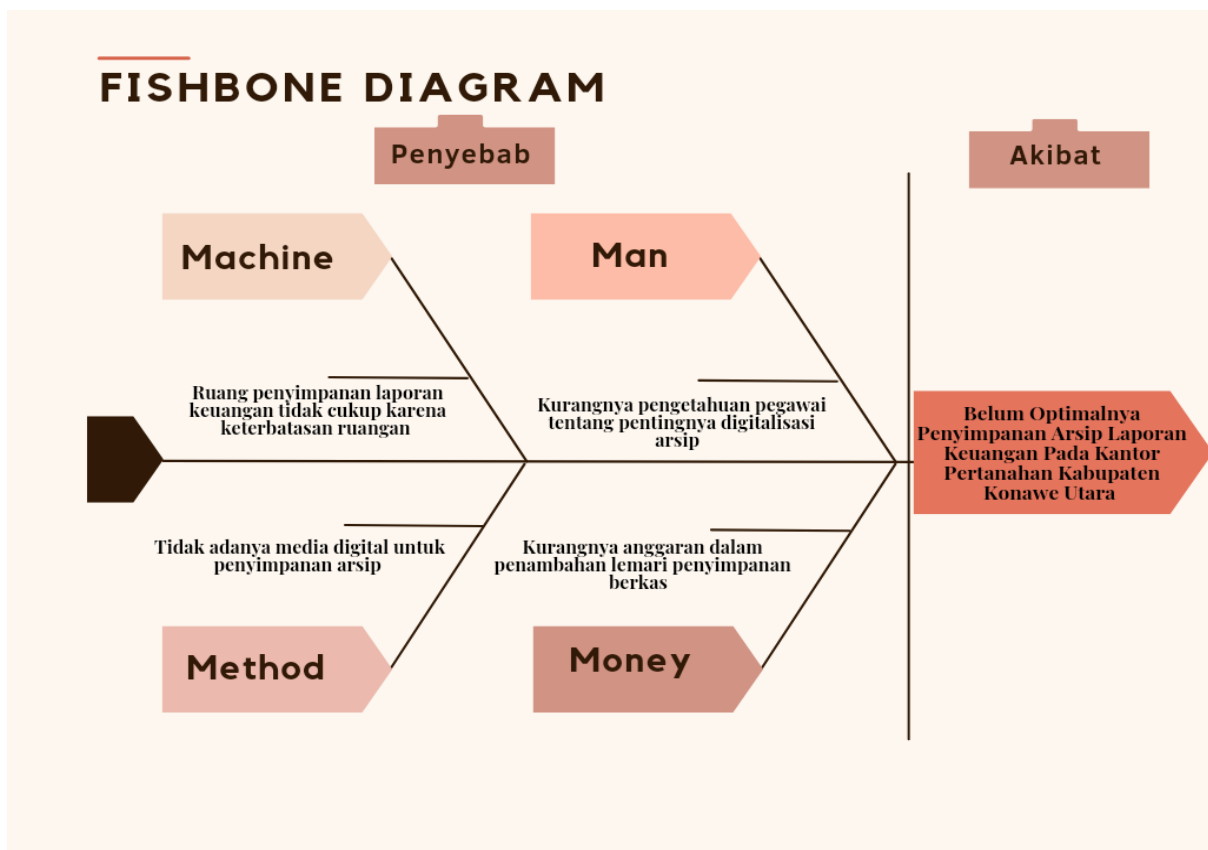 FISHBONE DIAGRAM
Penyebab
Akibat
Machine
Man
Ruang penyimpanan laporan
keuangan tidak cukup karena
keterbatasan ruangan
Kurangnya pengetahuan pegawai
tentang pentingnya digitalisasi
arsip
Belum Optimalnya
Penyimpanan Arsip Laporan
Keuangan Pada Kantor
Pertanahan Kabupaten
Konawe Utara
Tidak adanya media digital untuk
penyimpanan arsip
Kurangnya anggaran dalam
penambahan lemari penyimpanan
berkas
Method
Money